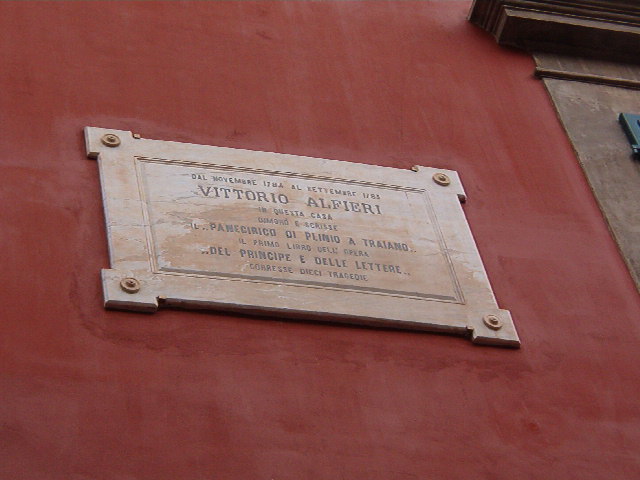 DAL NOVEMBRE 1784 AL SETTEMBRE 1785
VITTORIO ALFIERI
IN QUESTA CASA
DIMORÒ E SCRISSE
IL „PANEGIRICO DI PLINIO A TRAIANO„
IL PRIMO LIBRO DELL' OPERA
„DEL PRINCIPE E DELLE LETTERE„
CORRESSE DIECI TRAGEDIE